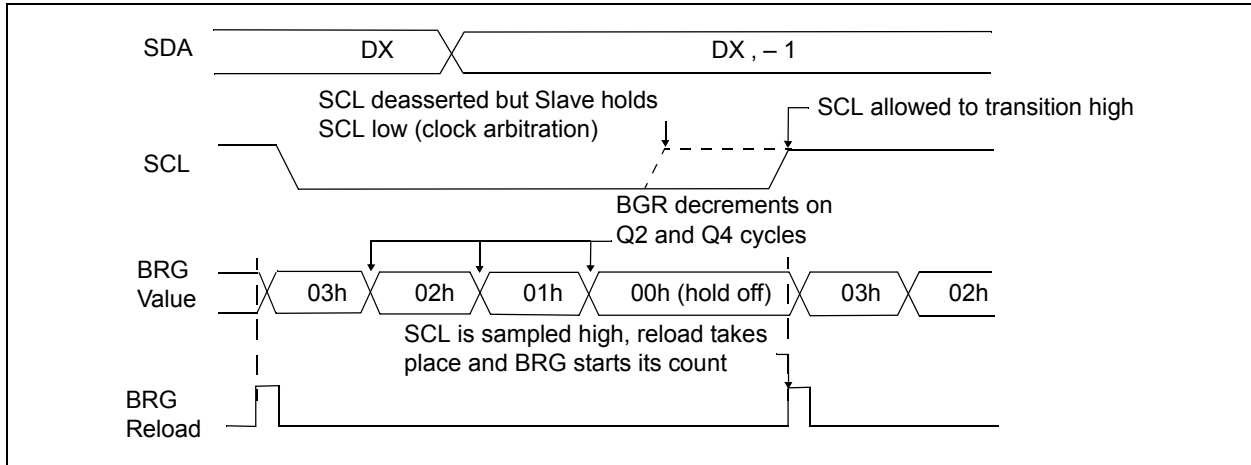 SDA
DX
DX , – 1
SCL deasserted but Slave holds
SCL low (clock arbitration)
SCL allowed to transition high
SCL
BGR decrements on
Q2 and Q4 cycles
BRG
Value
03h
02h
01h
00h (hold off)
03h
02h
SCL is sampled high, reload takes
place and BRG starts its count
BRG
Reload